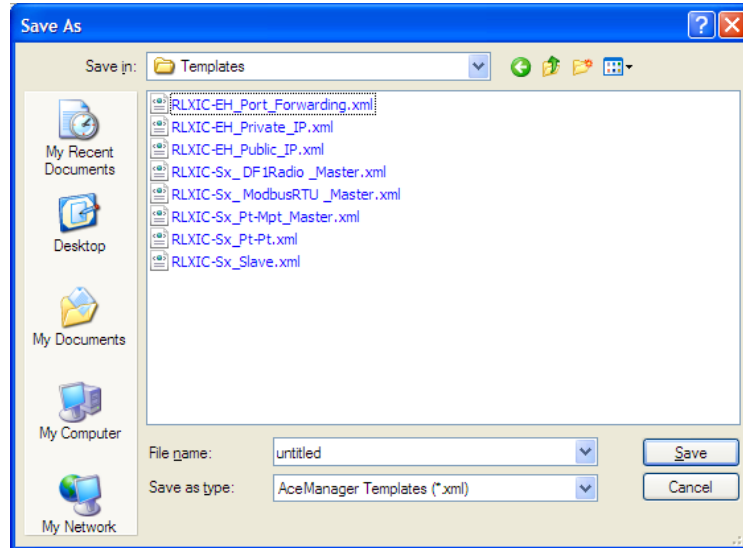 Save As
Save in: Templates
My Recent
Documents
Desktop
My Documents
My Computer
My Network
RLXIC-EH_Port_Forwarding.xml
RLXIC-EH_Private_IP.xml
RLXIC-EH_Public_IP.xml
RLXIC-Sx_ DF1Radio _Master.xml
RLXIC-Sx_ ModbusRTU _Master.xml
RLXIC-Sx_Pt-Mpt_Master.xml
RLXIC-Sx_Pt-Pt.xml
RLXIC-Sx_Slave.xml
File name: untitled Save
Save as type: AceManager Templates (*.xml) Cancel